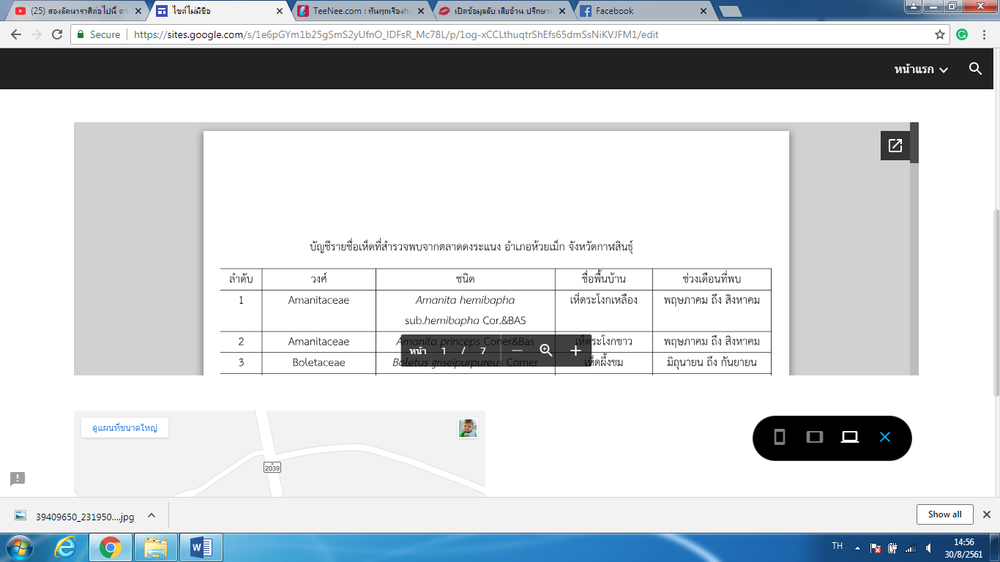 (25) สองลัคนาราศีต่อไปนี้
ไซต์ไม่มีชื่อ
TeeNee.com : ทันทุกเรื่อง
เปิดข้อมูลลับ เสี่ยอ้วน ปรึกษา
Facebook
Secure
https://sites.google.com/s/1e6pGYm1b25gSmS2yUfnO_IDFsR_Mc78L/p/1og-xCCLthuqtrShEfs65dmSsNiKVJFM1/edit
หน้าแรก
บัญชีรายชื่อเห็ดที่สำรวจพบจากตลาดดงระแนง อำเภอห้วยเม็ก จังหวัดกาฬสินธุ์
ลำดับ วงศ์ ชนิด ชื่อพื้นบ้าน ช่วงเดือนที่พบ
1 Amanitaceae Amanita hemibapha เห็ดระโงกเหลือง พฤษภาคม ถึง สิงหาคม
sub.hemibapha Cor.&BAS
2 Amanitaceae Amanita princeps Coner&Bas เห็ดระโงกขาว พฤษภาคม ถึง สิงหาคม
หน้า 1 / 7
3 Boletaceae Boletus griseipurpureus Corner เห็ดผึ้งขม มิถุนายน ถึง กันยายน
ดูแผนที่ขนาดใหญ่
2039
39409650_231950....jpg
Show all
TH
14:56
30/8/2561